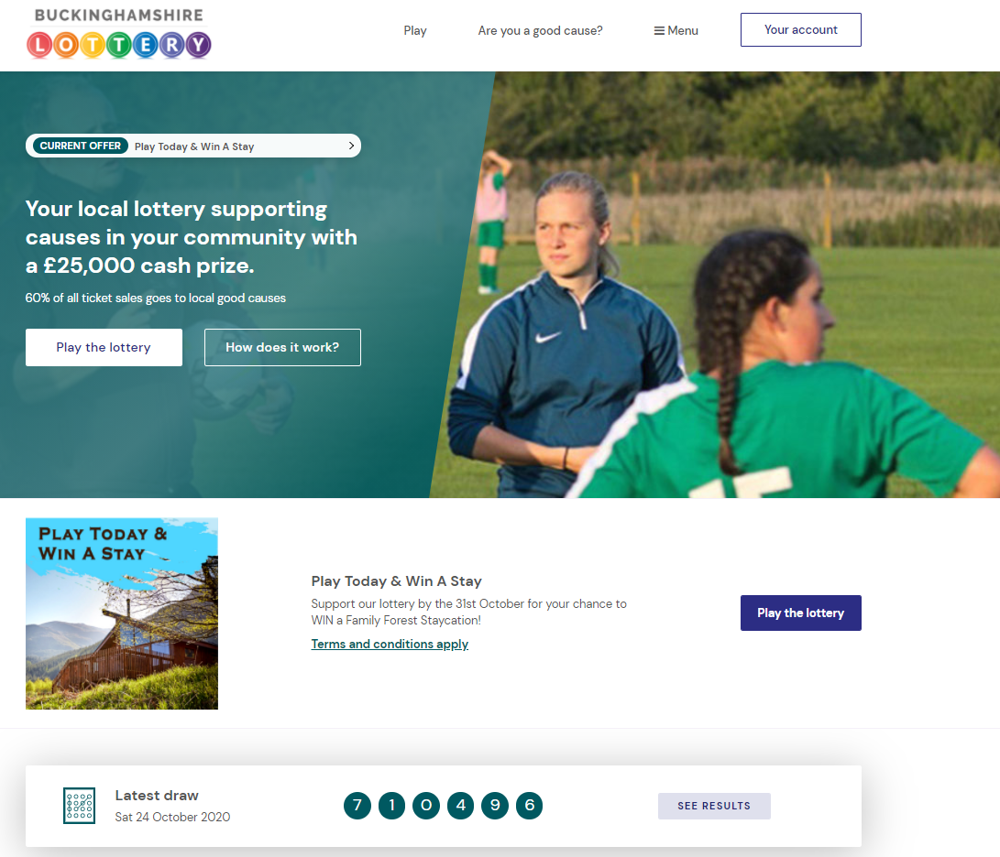 BUCKINGHAMSHIRE
LOTTERY
Play
Are you a good cause?
Menu
Your account
CURRENT OFFER Play Today & Win A Stay
Your local lottery supporting
causes in your community with
a £25,000 cash prize.
60% of all ticket sales goes to local good causes
Play the lottery
How does it work?
15
PLAY TODAY &
WIN A STAY
Play Today & Win A Stay
Support our lottery by the 31st October for your chance to
WIN a Family Forest Staycation!
Terms and conditions apply
Play the lottery
Latest draw
Sat 24 October 2020
7 1 0 4 9 6
SEE RESULTS